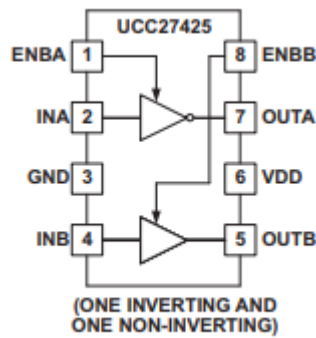 UCC27425
ENBA 1 8 ENBB
INA 2 7 OUTA
GND 3 6 VDD
INB 4 5 OUTB
(ONE INVERTING AND
ONE NON-INVERTING)